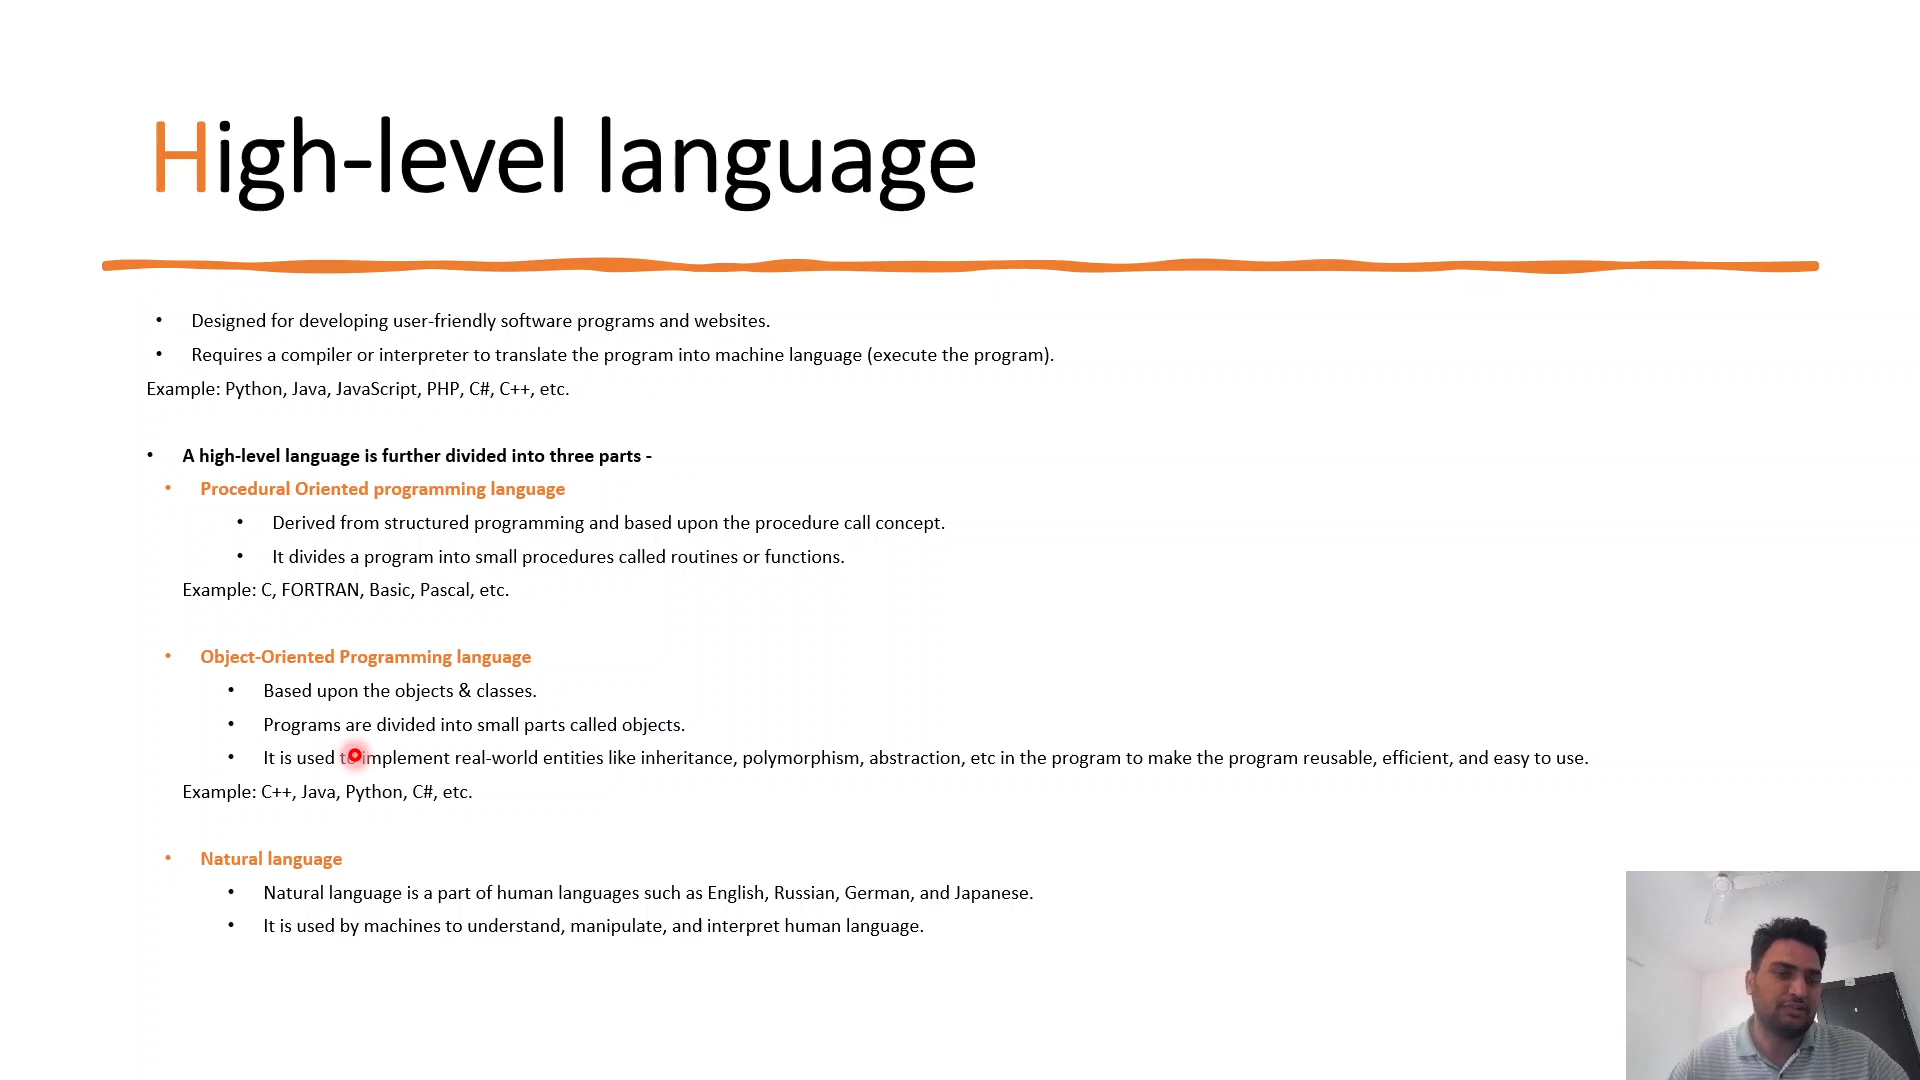 High-level language
• Designed for developing user-friendly software programs and websites.
• Requires a compiler or interpreter to translate the program into machine language (execute the program).
Example: Python, Java, JavaScript, PHP, C#, C++, etc.
• A high-level language is further divided into three parts -
• Procedural Oriented programming language
• Derived from structured programming and based upon the procedure call concept.
• It divides a program into small procedures called routines or functions.
Example: C, FORTRAN, Basic, Pascal, etc.
• Object-Oriented Programming language
• Based upon the objects & classes.
• Programs are divided into small parts called objects.
• It is used to implement real-world entities like inheritance, polymorphism, abstraction, etc in the program to make the program reusable, efficient, and easy to use.
Example: C++, Java, Python, C#, etc.
• Natural language
• Natural language is a part of human languages such as English, Russian, German, and Japanese.
• It is used by machines to understand, manipulate, and interpret human language.